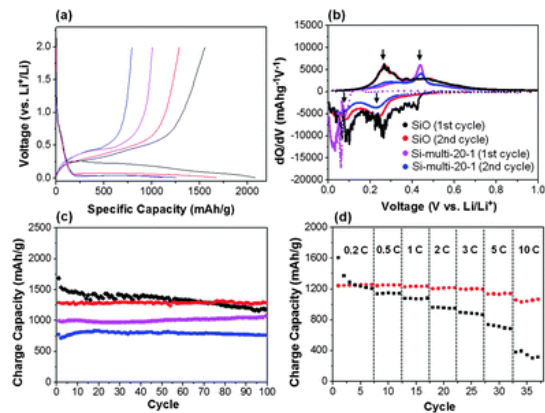 (a)
2.0
1.5
1.0
0.5
0.0
0 500 1000 1500 2000
Voltage (vs. Li⁺/Li)
Specific Capacity (mAh/g)
(b)
15000
10000
5000
0
-5000
-10000
-15000
-20000
0.0 0.2 0.4 0.6 0.8 1.0
dQ/dV (mAhg⁻¹V⁻¹)
SiO (1st cycle)
SiO (2nd cycle)
Si-multi-20-1 (1st cycle)
Si-multi-20-1 (2nd cycle)
Voltage (V vs. Li/Li⁺)
(c)
2500
2000
1500
1000
500
0
0 10 20 30 40 50 60 70 80 90 100
Charge Capacity (mAh/g)
Cycle
(d)
2000
1600
1200
800
400
0
0 5 10 15 20 25 30 35
Charge Capacity (mAh/g)
0.2 C 0.5 C 1 C 2 C 3 C 5 C 10 C
Cycle